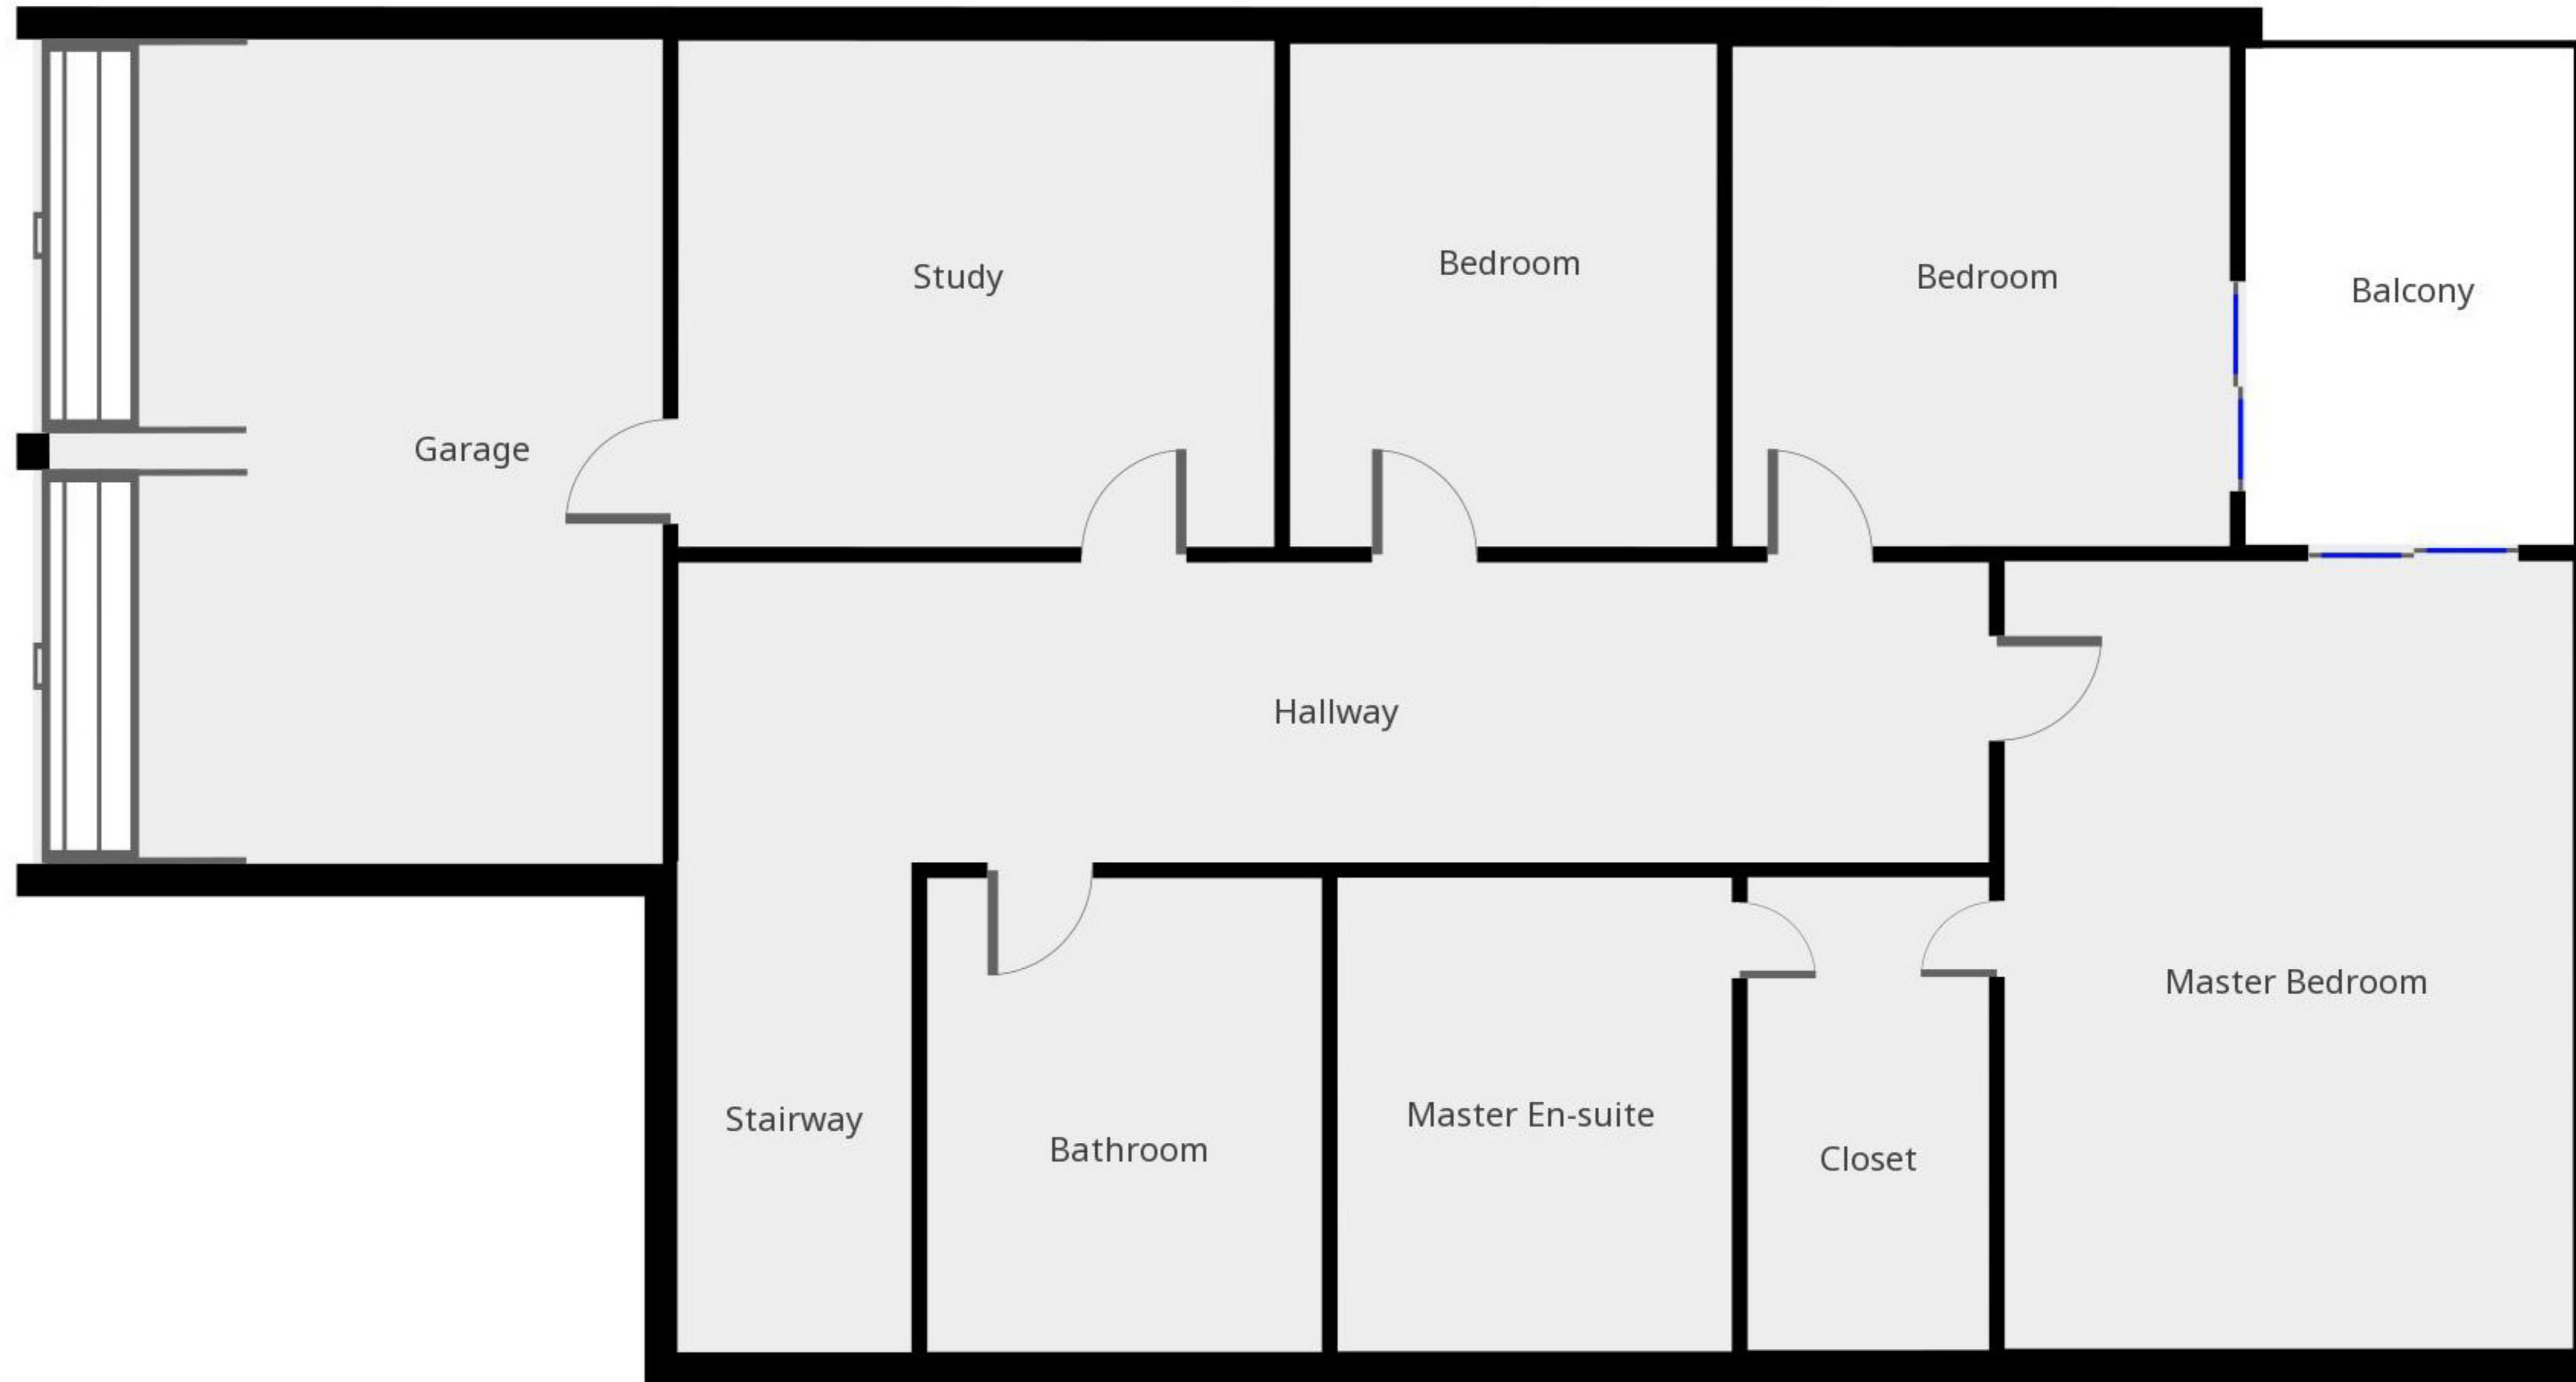 Study
Bedroom
Bedroom
Balcony
Garage
Hallway
Master Bedroom
Stairway
Bathroom
Master En-suite
Closet